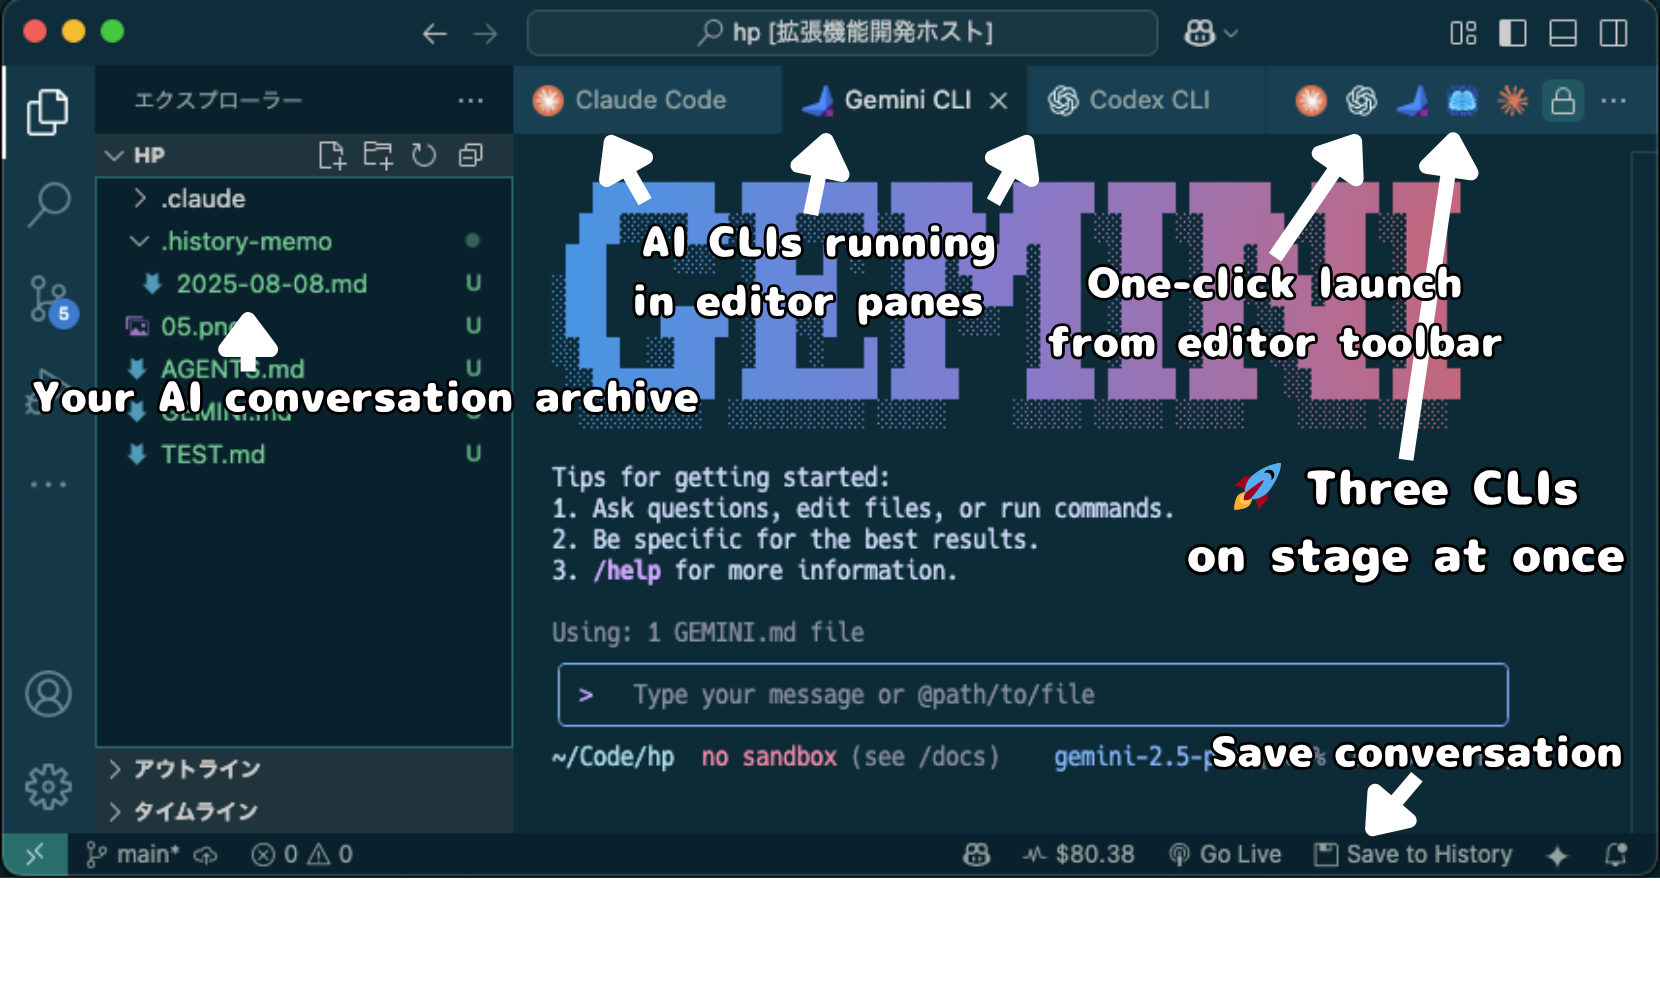 hp [拡張機能開発ホスト]
エクスプローラー
Claude Code
Gemini CLI
Codex CLI
HP
.claude
.history-memo
2025-08-08.md U
05.png U
AGENTS.md U
GEMINI.md
TEST.md U
5
Your AI conversation archive
GEMINI
AI CLIs running
in editor panes
One-click launch
from editor toolbar
🚀 Three CLIs
on stage at once
Tips for getting started:
1. Ask questions, edit files, or run commands.
2. Be specific for the best results.
3. /help for more information.
Using: 1 GEMINI.md file
> Type your message or @path/to/file
~/Code/hp no sandbox (see /docs) gemini-2.5-p
Save conversation
アウトライン
タイムライン
main* 0 0 $80.38 Go Live Save to History